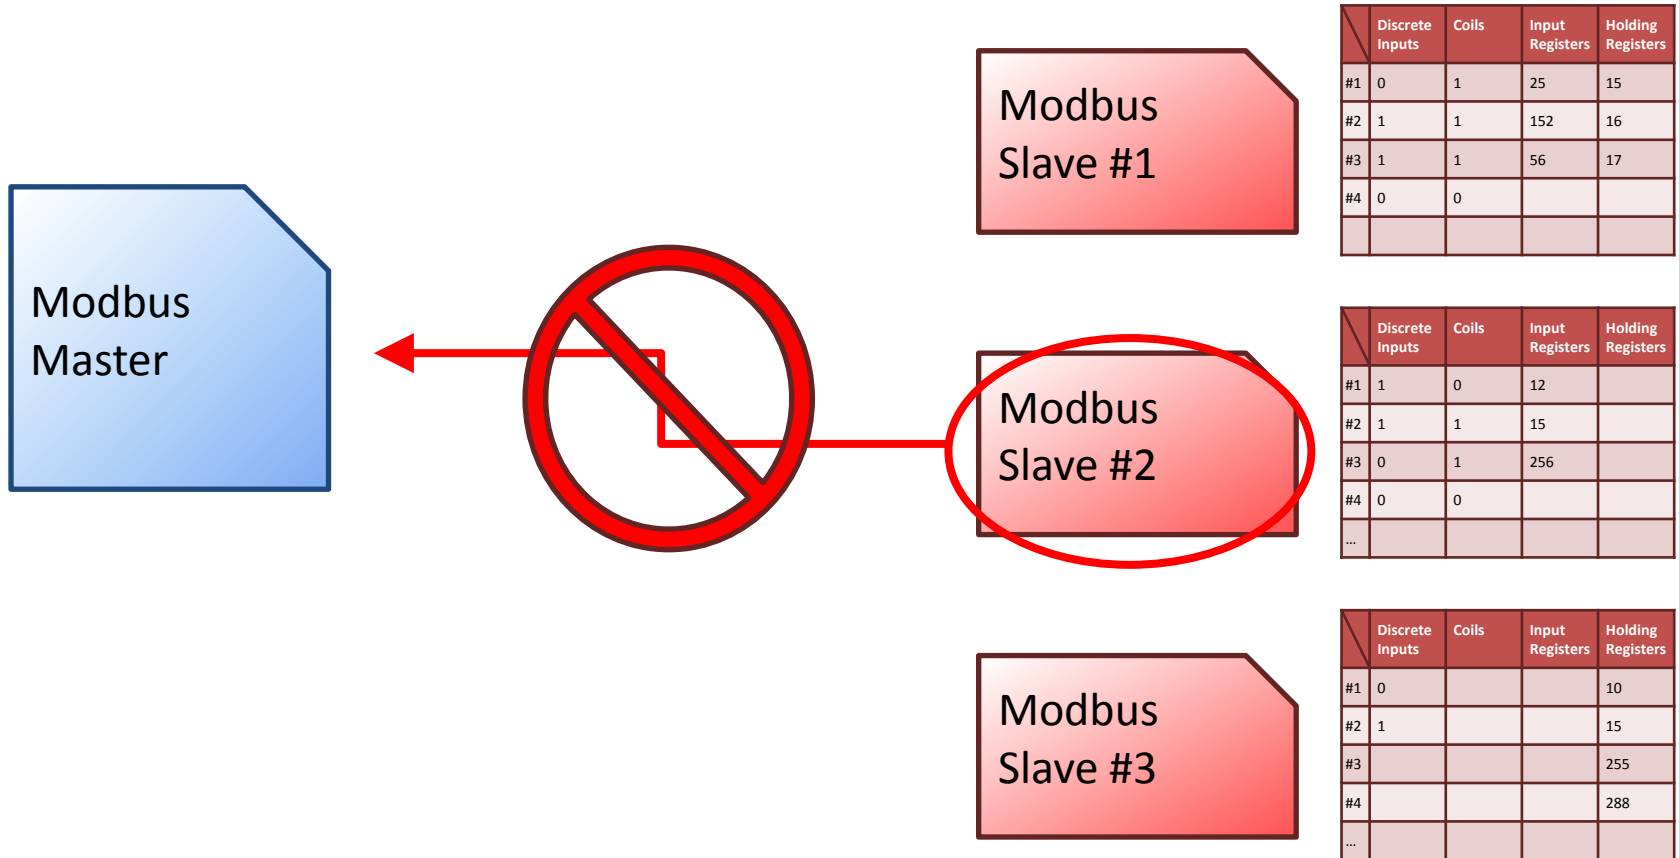 Modbus
Master
Modbus
Slave #1
Discrete Inputs Coils Input Registers Holding Registers
#1 0 1 25 15
#2 1 1 152 16
#3 1 1 56 17
#4 0 0
Modbus
Slave #2
Discrete Inputs Coils Input Registers Holding Registers
#1 1 0 12
#2 1 1 15
#3 0 1 256
#4 0 0
...
Modbus
Slave #3
Discrete Inputs Coils Input Registers Holding Registers
#1 0 10
#2 1 15
#3 255
#4 288
...